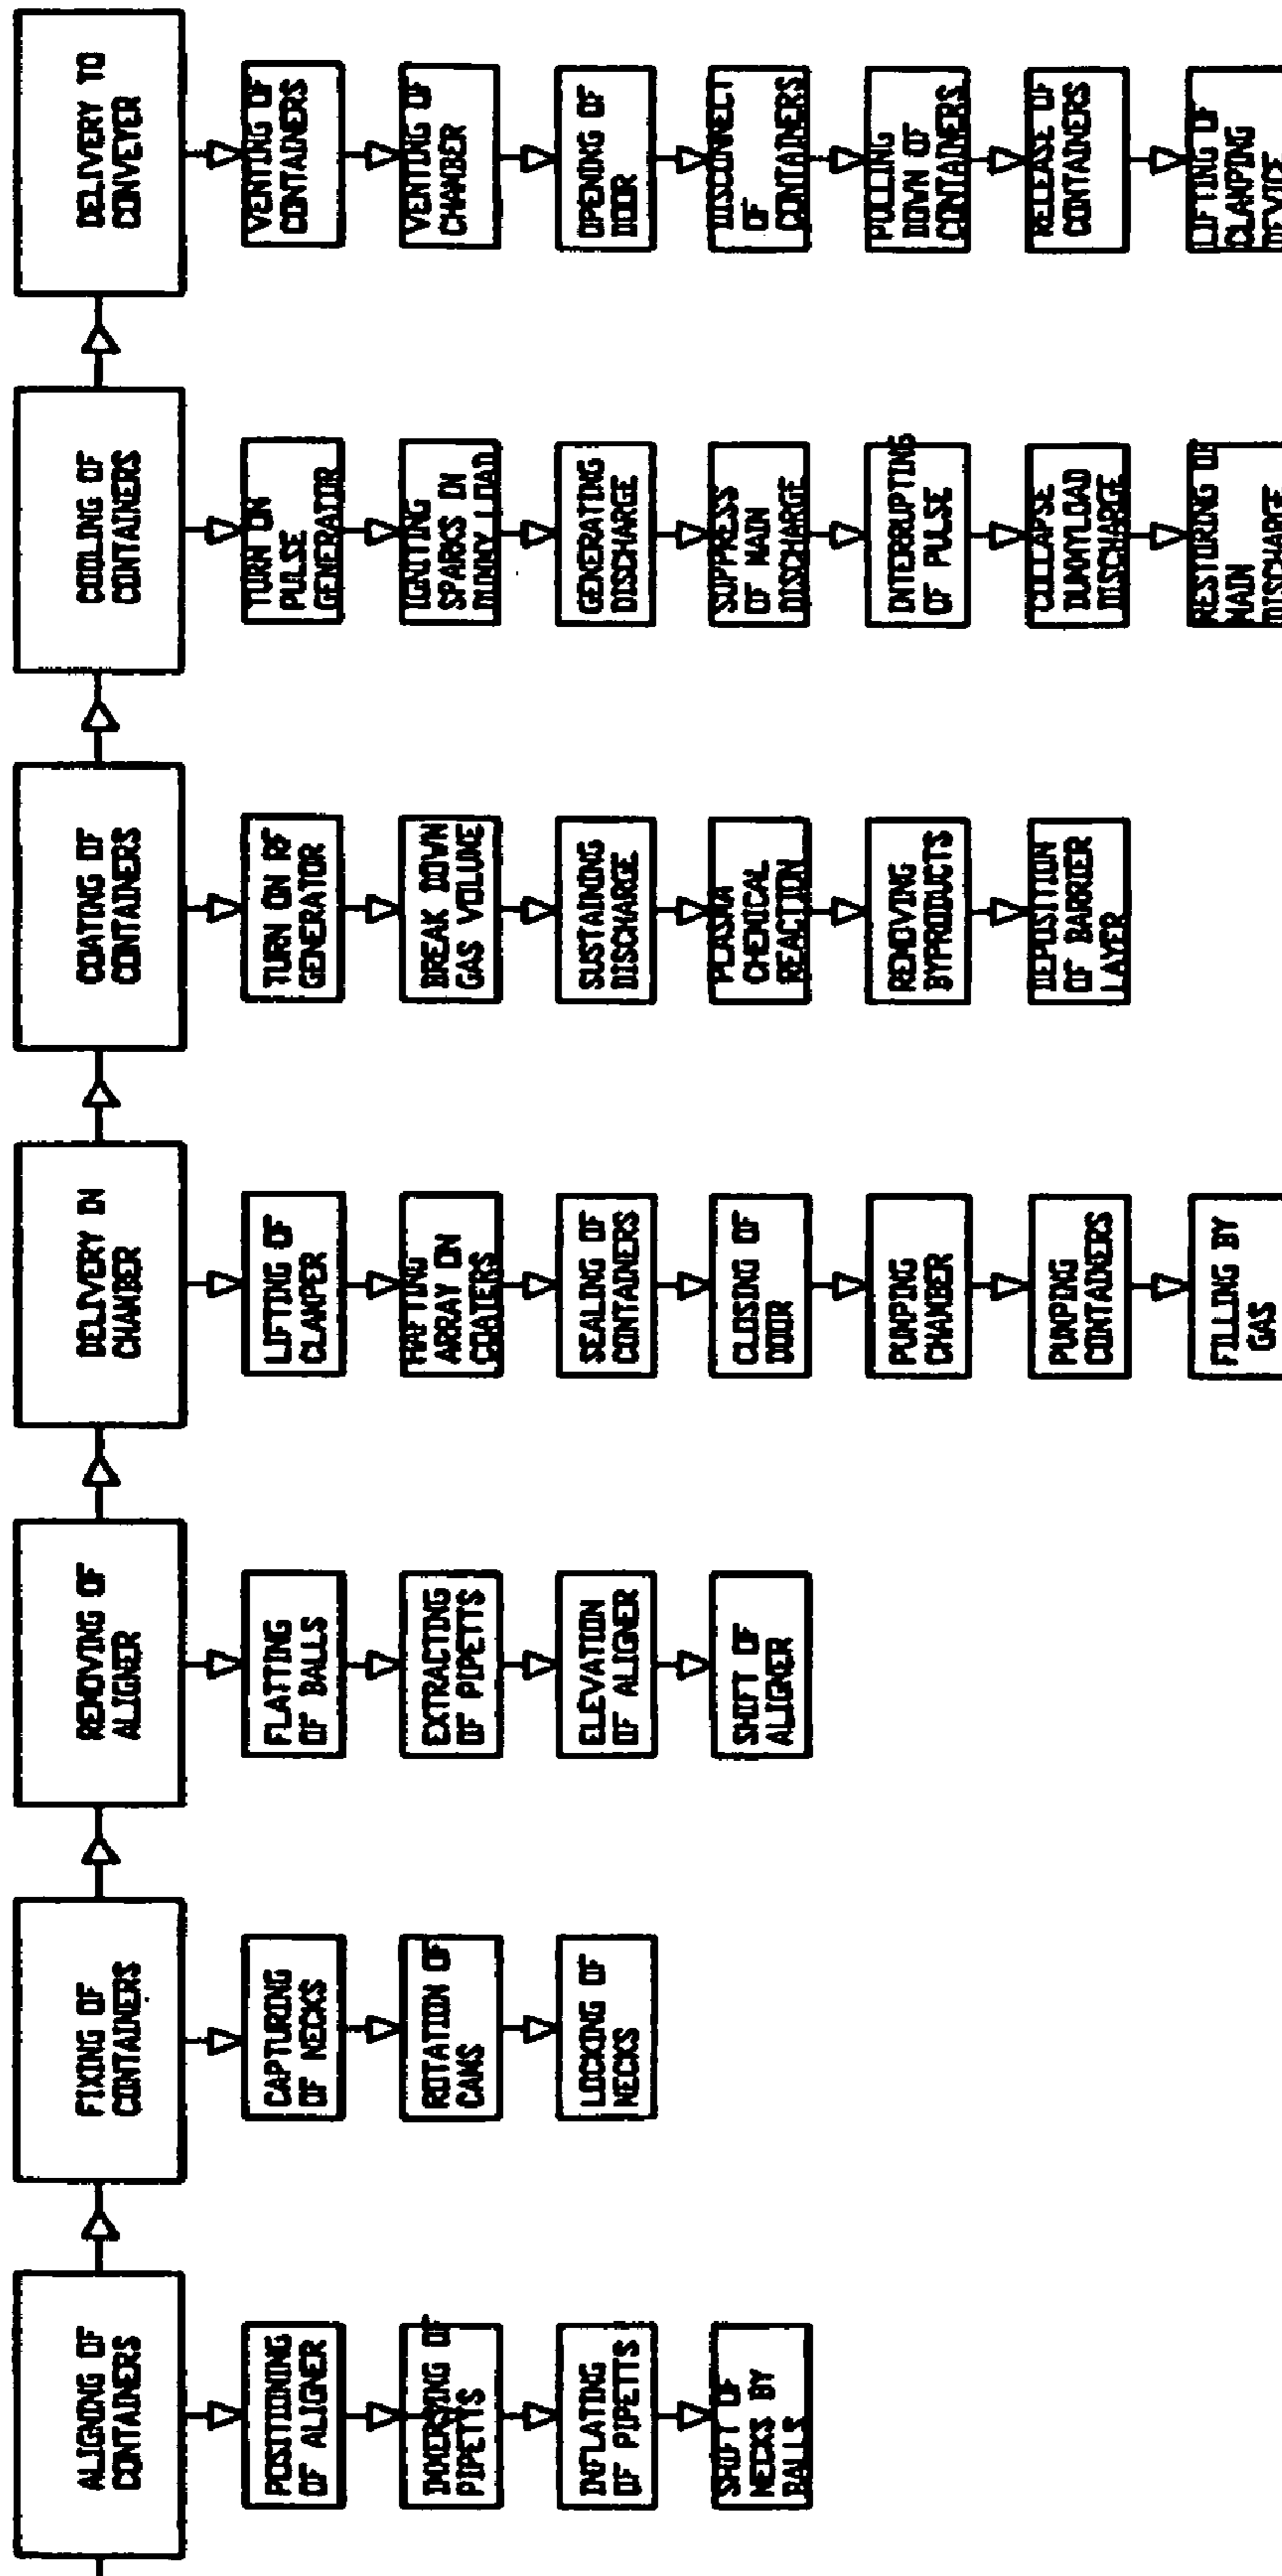 ALIGNING OF
CONTAINERS
POSITIONING
OF ALIGNER
IMMERSING OF
PIPETTS
INFLATING
OF PIPETTS
SHIFT OF
NECKS BY
BALLS
FIXING OF
CONTAINERS
CAPTURING
OF NECKS
ROTATION OF
CAMS
LOCKING OF
NECKS
REMOVING OF
ALIGNER
FLATTING
OF BALLS
EXTRACTING
OF PIPETTS
ELEVATION
OF ALIGNER
SHIFT OF
ALIGNER
DELIVERY IN
CHAMBER
LIFTING OF
CLAMPER
HAFTING
ARRAY ON
COATERS
SEALING OF
CONTAINERS
CLOSING OF
DOOR
PUMPING
CHAMBER
PUMPING
CONTAINERS
FILLING BY
GAS
COATING OF
CONTAINERS
TURN ON RF
GENERATOR
BREAK DOWN
GAS VOLUME
SUSTAINING
DISCHARGE
PLASMA
CHEMICAL
REACTION
REMOVING
BYPRODUCTS
DEPOSITION
OF BARRIER
LAYER
COOLING OF
CONTAINERS
TURN ON
PULSE
GENERATOR
IGNITING
SPARKS IN
DUMMY LOAD
GENERATING
DISCHARGE
SUPPRESS
OF MAIN
DISCHARGE
INTERRUPTING
OF PULSE
COLLAPSE
DUMMYLOAD
DISCHARGE
RESTORING OF
MAIN
DISCHARGE
DELIVERY TO
CONVEYER
VENTING OF
CONTAINERS
VENTING OF
CHAMBER
OPENING OF
DOOR
DISCONNECT
OF
CONTAINERS
PULLING
DOWN OF
CONTAINERS
RELEASE OF
CONTAINERS
LIFTING OF
CLAMPING
DEVICE